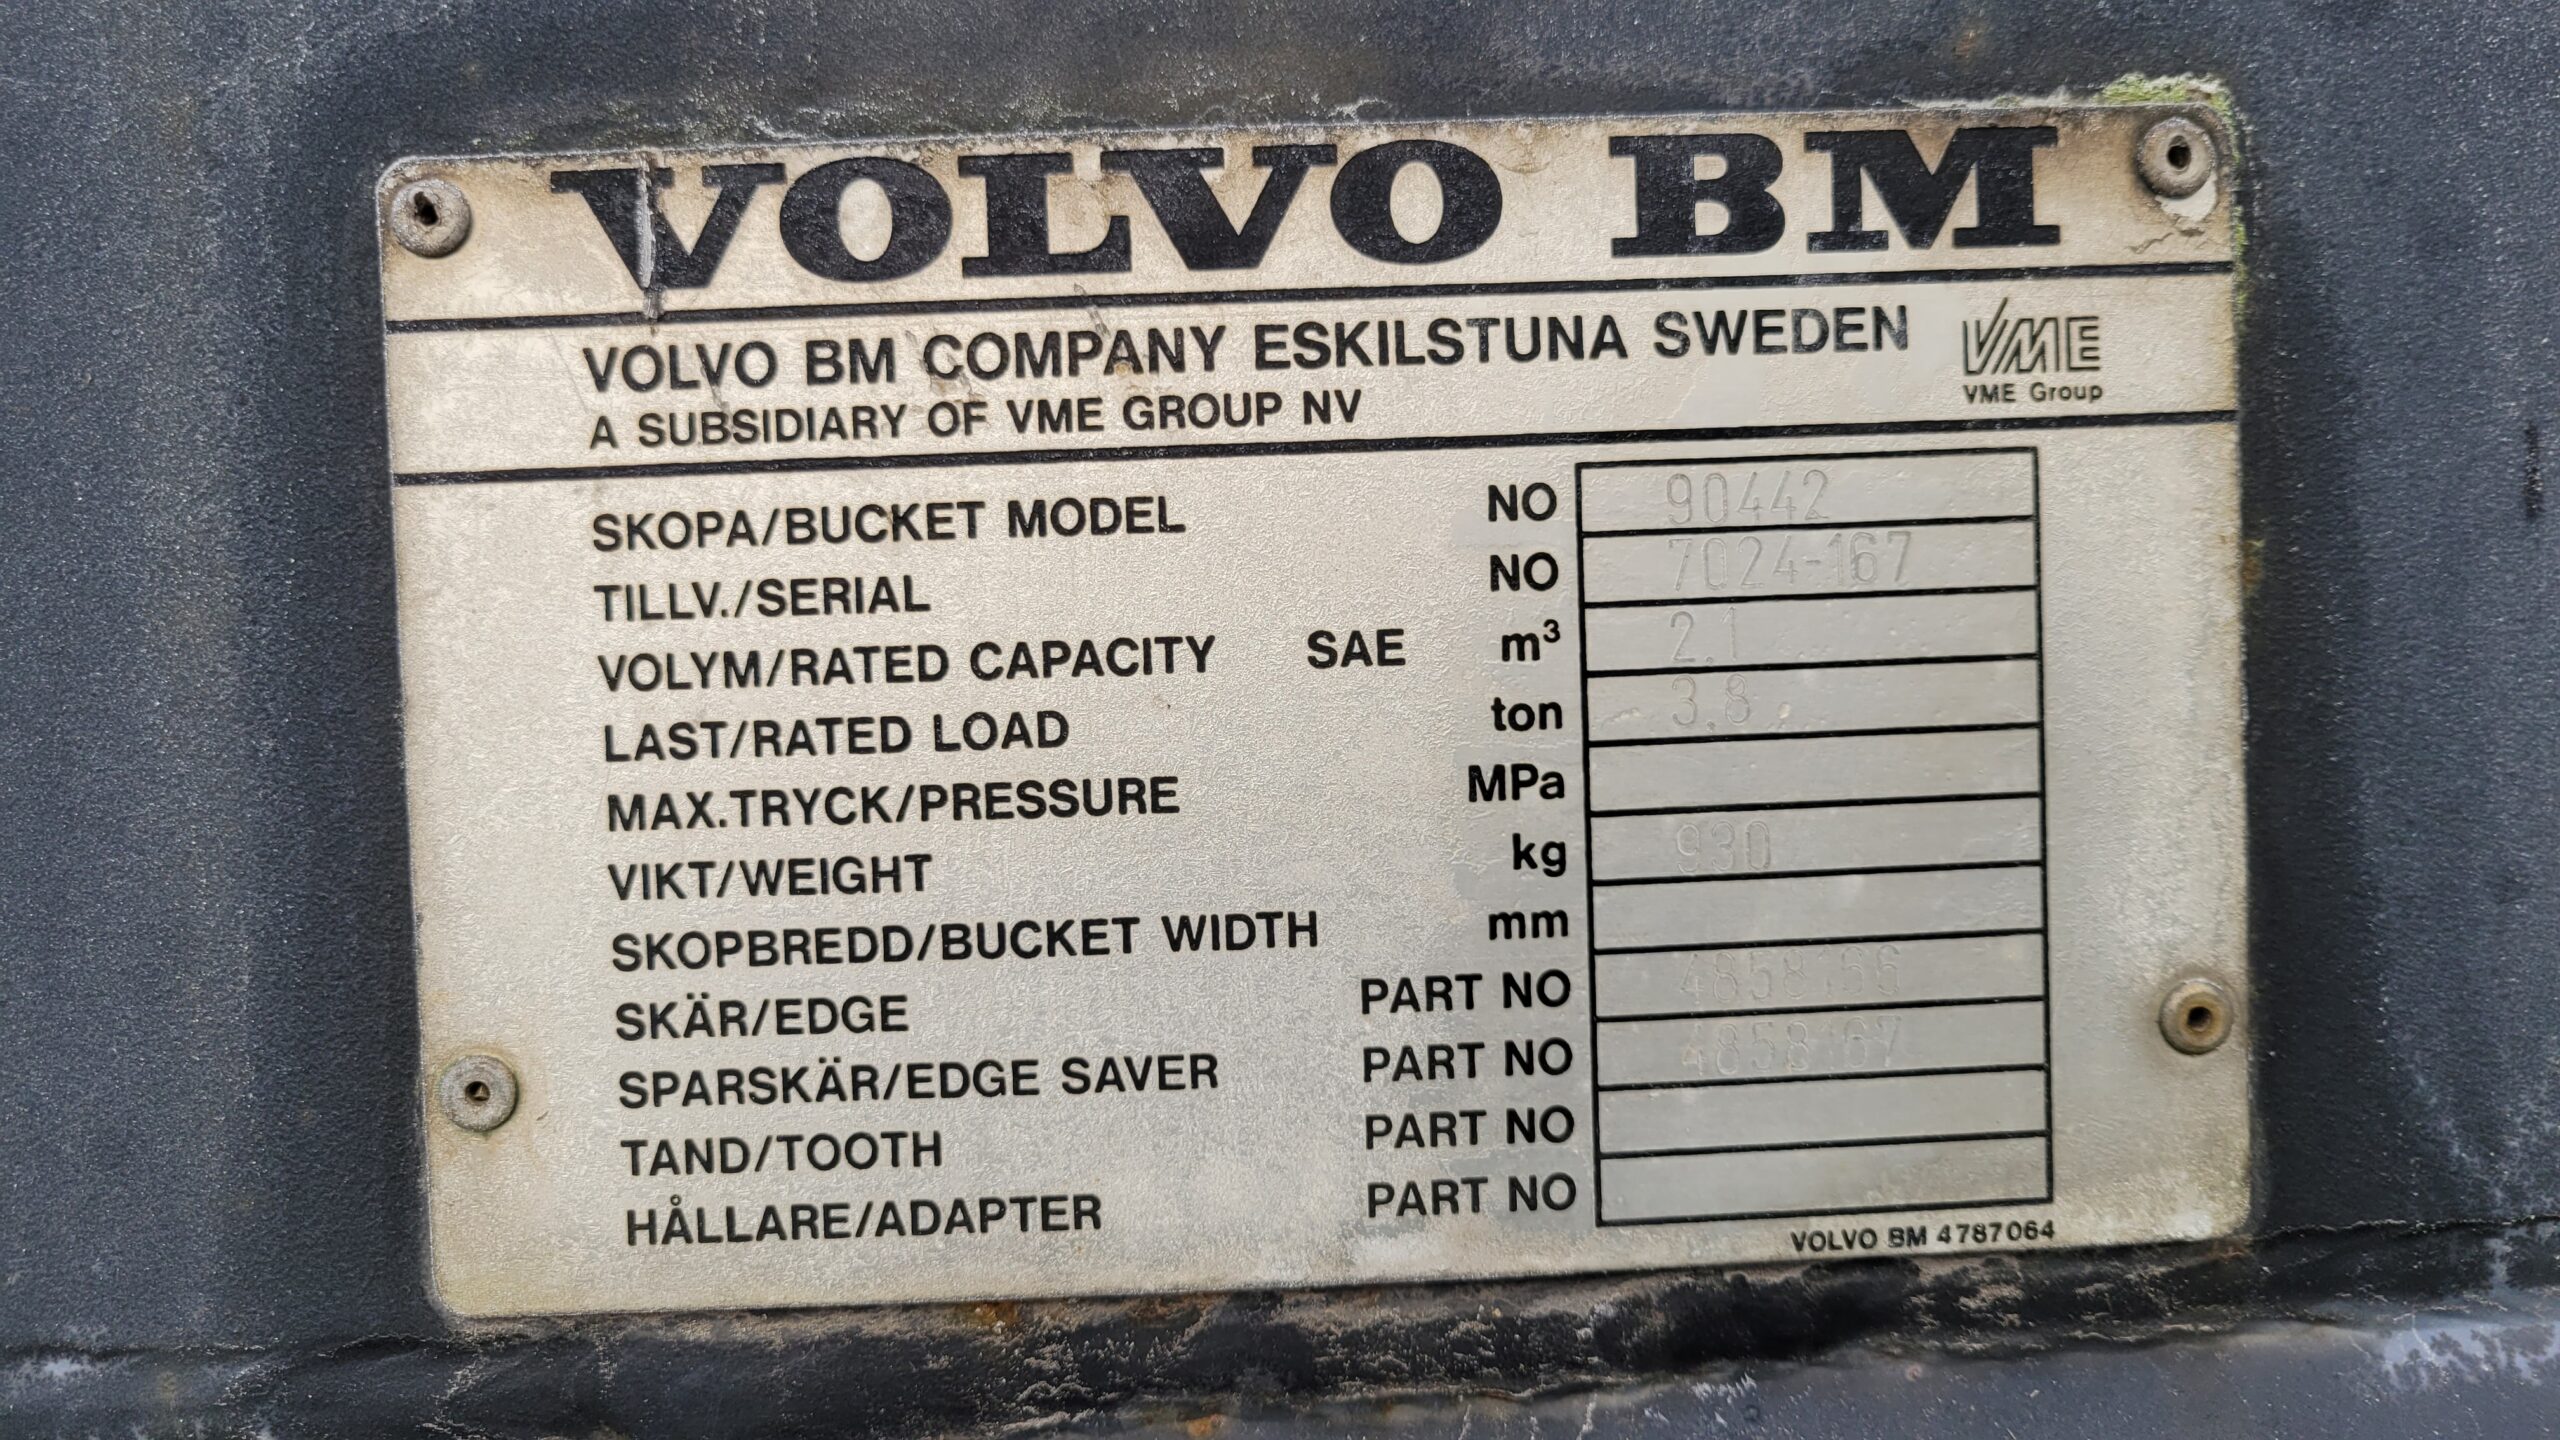 VOLVO BM
VOLVO BM COMPANY ESKILSTUNA SWEDEN
A SUBSIDIARY OF VME GROUP NV
VME
VME Group
SKOPA/BUCKET MODEL NO 90442
TILLV./SERIAL NO 7024-167
VOLYM/RATED CAPACITY SAE m³ 2.1
LAST/RATED LOAD ton 3.8
MAX.TRYCK/PRESSURE MPa
VIKT/WEIGHT kg 930
SKOPBREDD/BUCKET WIDTH mm
SKÄR/EDGE PART NO 4858166
SPARSKÄR/EDGE SAVER PART NO 4858167
TAND/TOOTH PART NO
HÅLLARE/ADAPTER PART NO
VOLVO BM 4787064